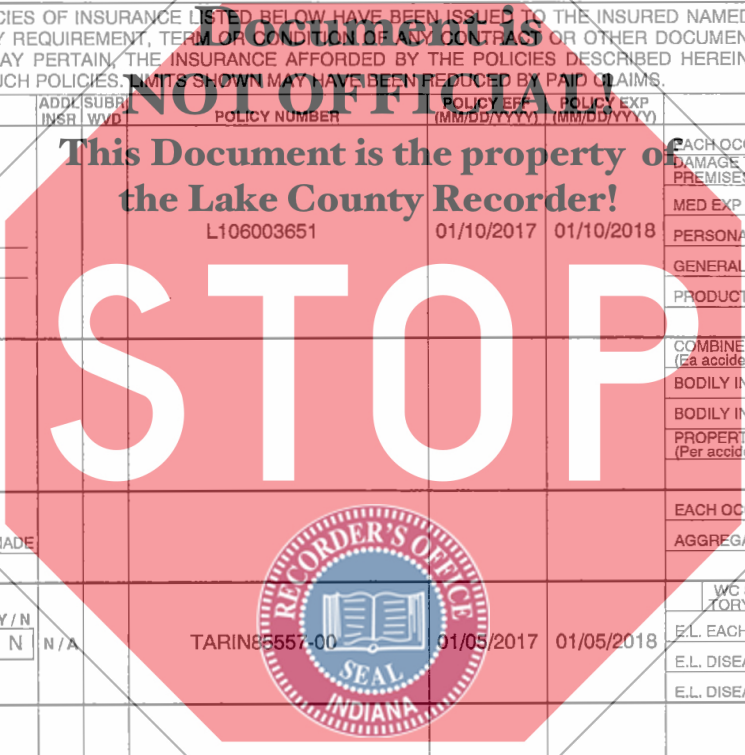 CIES OF INSURANCE LISTED BELOW HAVE BEEN ISSUED TO THE INSURED NAMED
Document is
Y REQUIREMENT, TERM OR CONDITION OF ANY CONTRACT OR OTHER DOCUMEN
AY PERTAIN, THE INSURANCE AFFORDED BY THE POLICIES DESCRIBED HEREIN
UCH POLICIES. LIMITS SHOWN MAY HAVE BEEN REDUCED BY PAID CLAIMS.
NOT OFFICIAL!
ADDL SUBR POLICY EFF POLICY EXP
INSR WVD POLICY NUMBER (MM/DD/YYYY) (MM/DD/YYYY)
This Document is the property of
EACH OCC
DAMAGE
PREMISES
the Lake County Recorder!
MED EXP
L106003651 01/10/2017 01/10/2018 PERSONA
GENERAL
PRODUCT
STOP
COMBINE
(Ea accide
BODILY IN
BODILY IN
PROPERT
(Per accid
EACH OC
MADE AGGREGA
RECORDER'S OFFICE
WC
TORY
Y / N
N N / A TARIN85557-00 01/05/2017 01/05/2018 E.L. EACH
E.L. DISEA
SEAL
E.L. DISEA
INDIANA